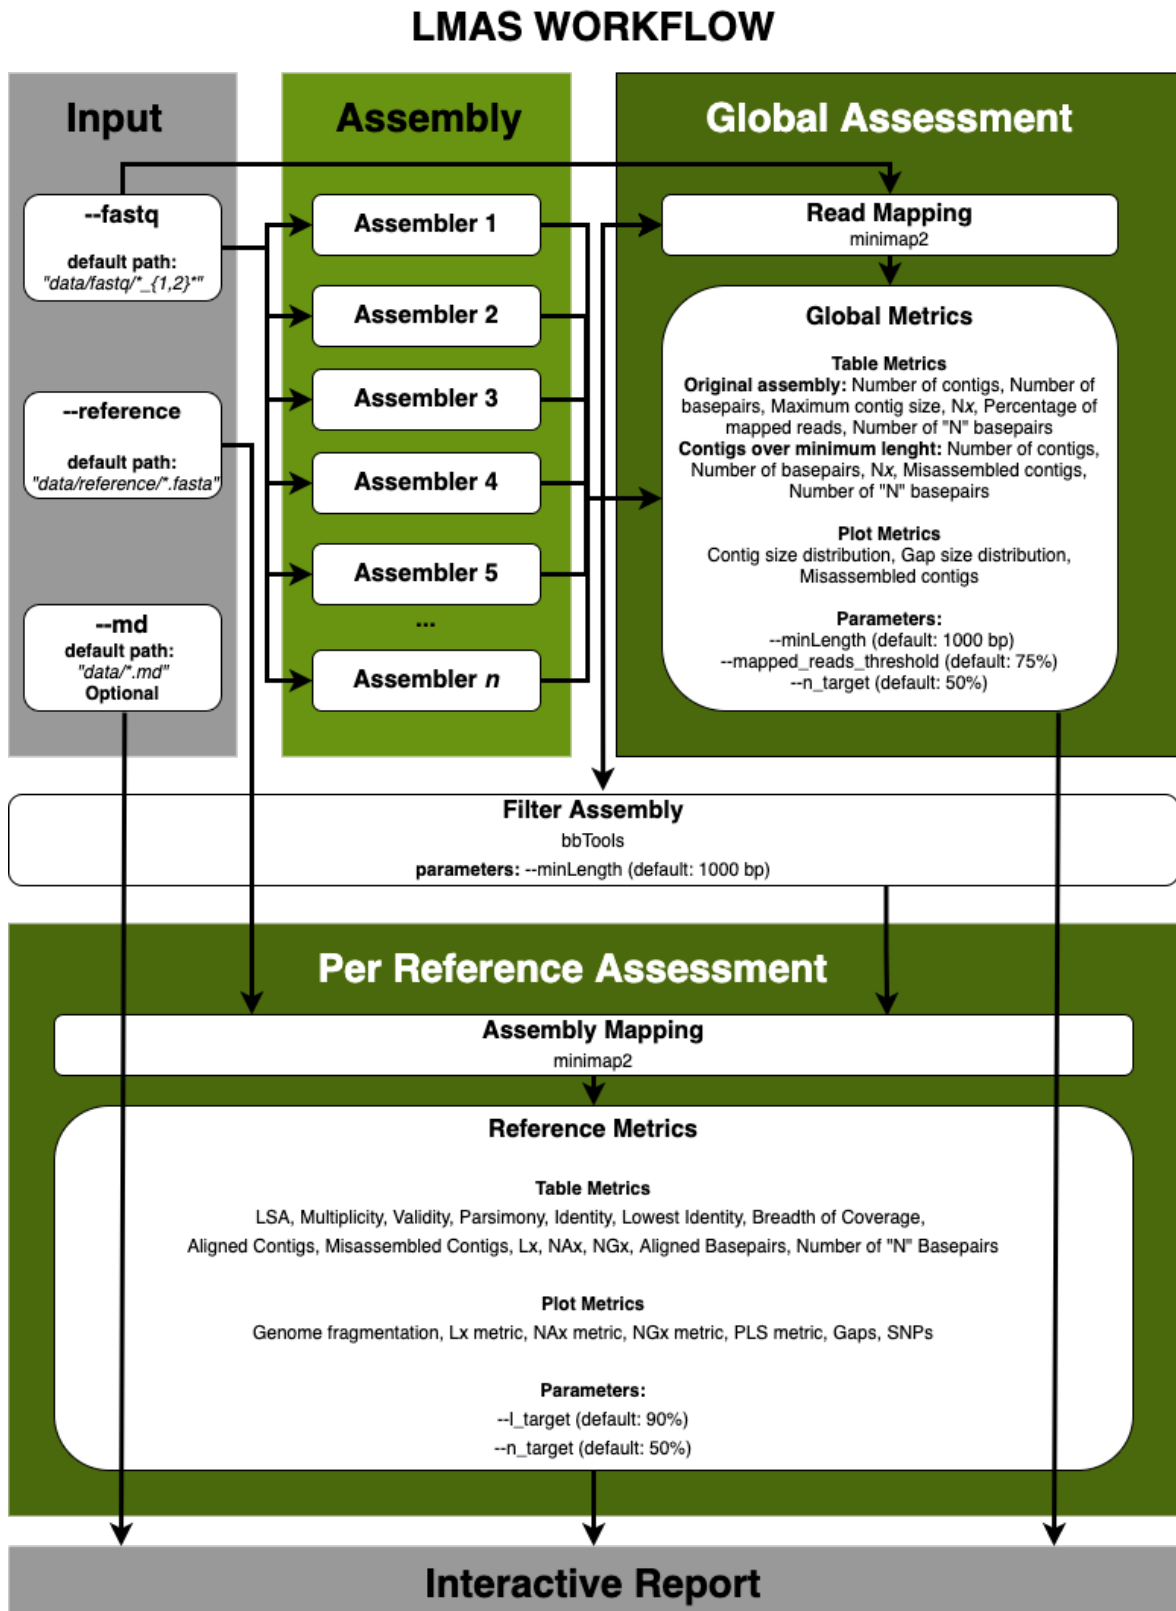 LMAS WORKFLOW
Input
--fastq
default path:
"data/fastq/*_{1,2}*"
--reference
default path:
"data/reference/*.fasta"
--md
default path:
"data/*.md"
Optional
Assembly
Assembler 1
Assembler 2
Assembler 3
Assembler 4
Assembler 5
...
Assembler n
Global Assessment
Read Mapping
minimap2
Global Metrics
Table Metrics
Original assembly: Number of contigs, Number of
basepairs, Maximum contig size, Nx, Percentage of
mapped reads, Number of "N" basepairs
Contigs over minimum lenght: Number of contigs,
Number of basepairs, Nx, Misassembled contigs,
Number of "N" basepairs
Plot Metrics
Contig size distribution, Gap size distribution,
Misassembled contigs
Parameters:
--minLength (default: 1000 bp)
--mapped_reads_threshold (default: 75%)
--n_target (default: 50%)
Filter Assembly
bbTools
parameters: --minLength (default: 1000 bp)
Per Reference Assessment
Assembly Mapping
minimap2
Reference Metrics
Table Metrics
LSA, Multiplicity, Validity, Parsimony, Identity, Lowest Identity, Breadth of Coverage,
Aligned Contigs, Misassembled Contigs, Lx, NAx, NGx, Aligned Basepairs, Number of "N" Basepairs
Plot Metrics
Genome fragmentation, Lx metric, NAx metric, NGx metric, PLS metric, Gaps, SNPs
Parameters:
--l_target (default: 90%)
--n_target (default: 50%)
Interactive Report